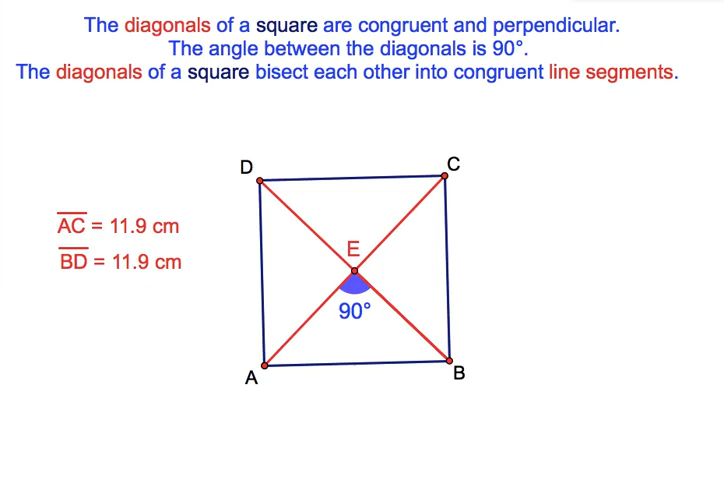 The diagonals of a square are congruent and perpendicular.
The angle between the diagonals is 90°.
The diagonals of a square bisect each other into congruent line segments.
D
C
AC = 11.9 cm
E
BD = 11.9 cm
90°
A
B